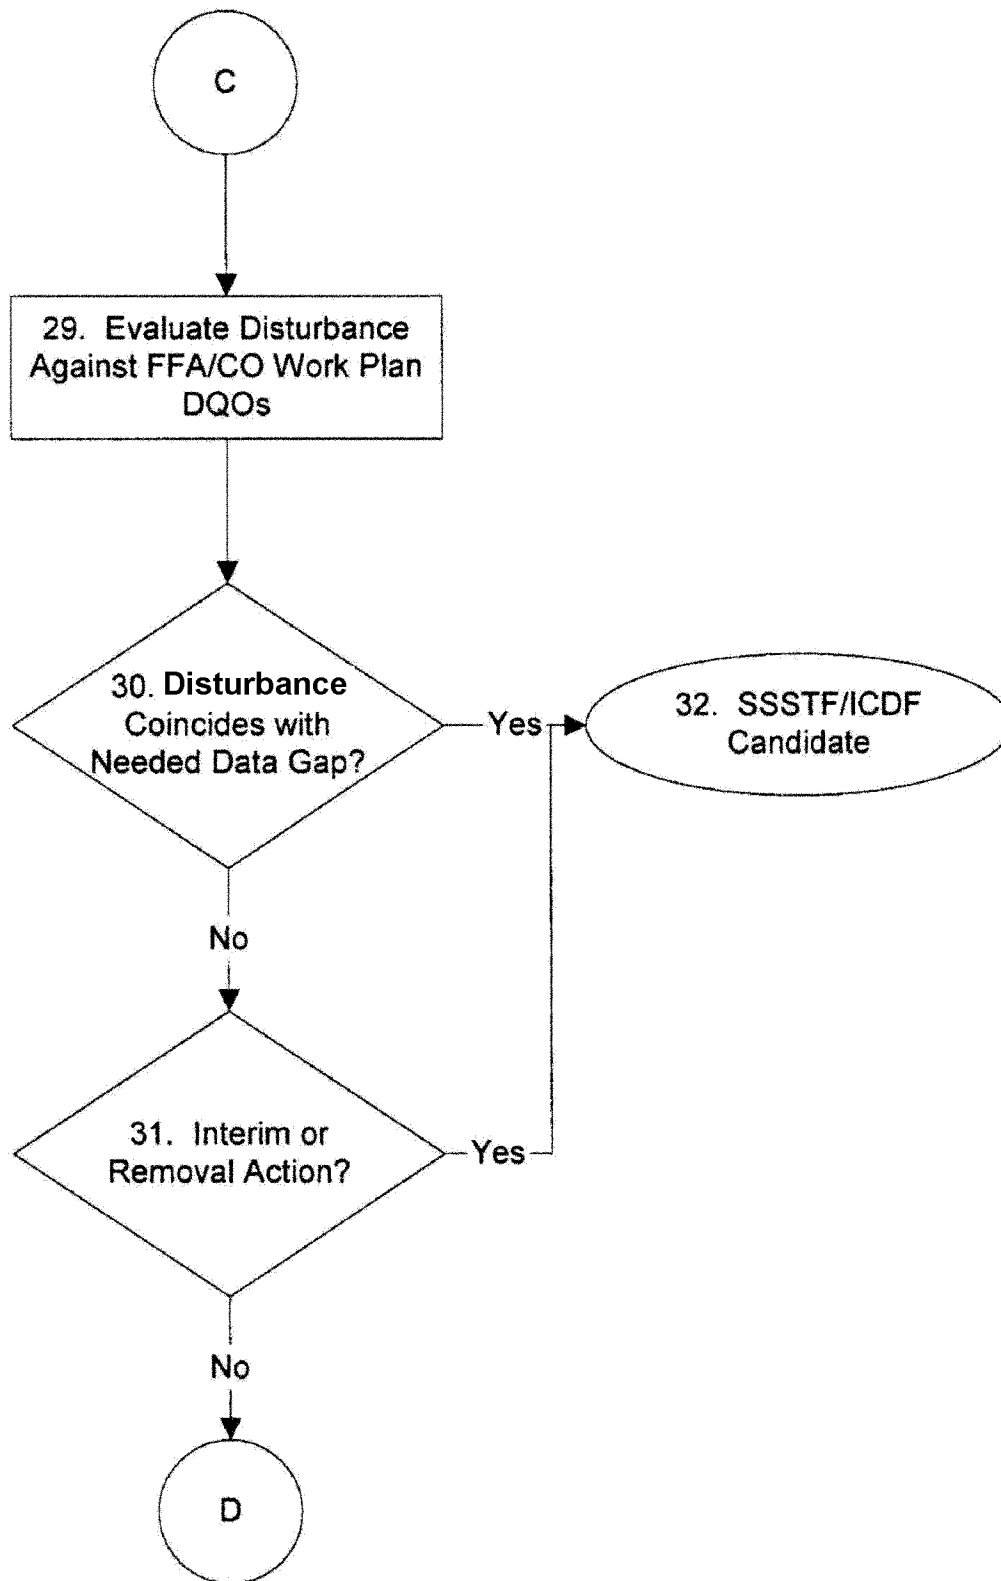 C
29. Evaluate Disturbance
Against FFA/CO Work Plan
DQOs
30. Disturbance
Coincides with
Needed Data Gap?
Yes
32. SSSTF/ICDF
Candidate
No
31. Interim or
Removal Action?
Yes
No
D